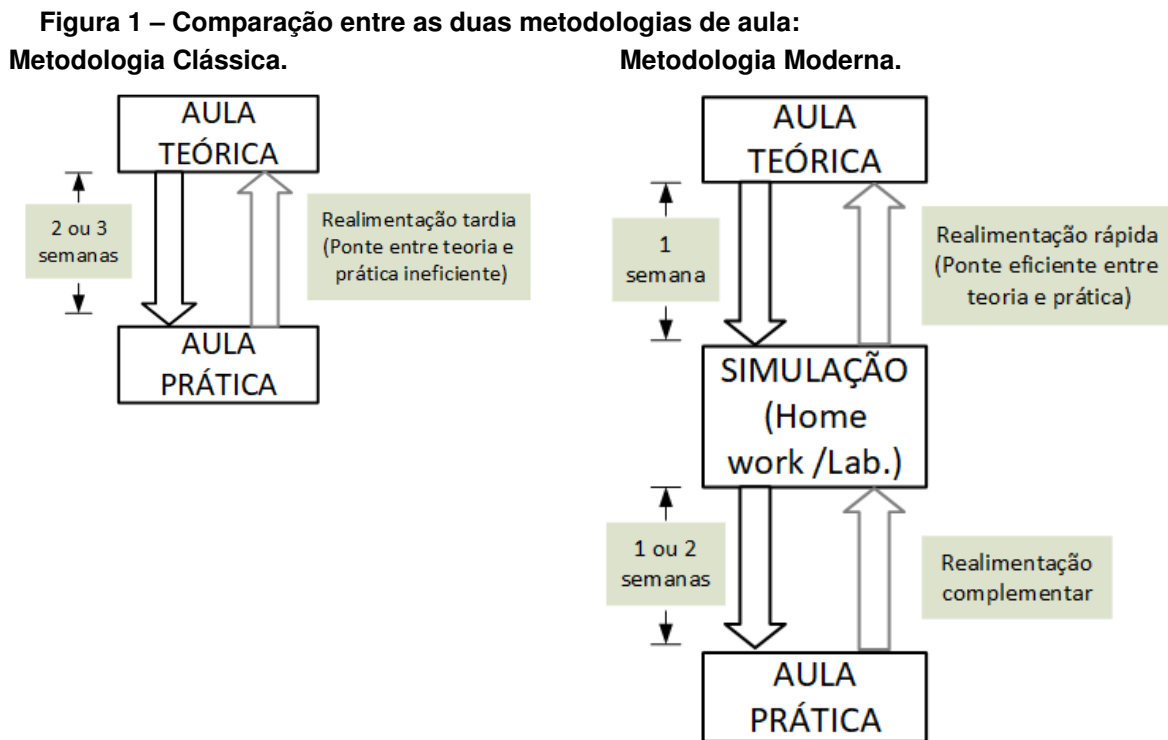 Figura 1 – Comparação entre as duas metodologias de aula:
Metodologia Clássica.
AULA
TEÓRICA
2 ou 3
semanas
Realimentação tardia
(Ponte entre teoria e
prática ineficiente)
AULA
PRÁTICA
Metodologia Moderna.
AULA
TEÓRICA
1
semana
Realimentação rápida
(Ponte eficiente entre
teoria e prática)
SIMULAÇÃO
(Home
work /Lab.)
1 ou 2
semanas
Realimentação
complementar
AULA
PRÁTICA